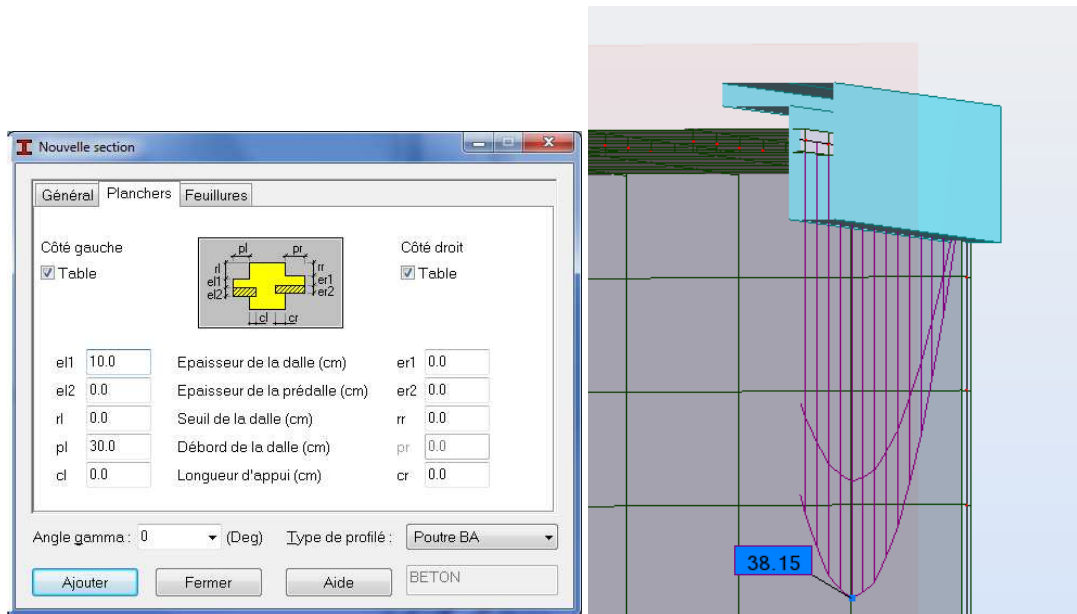 Nouvelle section
Général Planchers Feuillures
Côté gauche
Table
pl pr
rl rr
el1 er1
el2 er2
cl cr
Côté droit
Table
el1 10.0 Epaisseur de la dalle (cm) er1 0.0
el2 0.0 Epaisseur de la prédalle (cm) er2 0.0
rl 0.0 Seuil de la dalle (cm) rr 0.0
pl 30.0 Débord de la dalle (cm) pr 0.0
cl 0.0 Longueur d'appui (cm) cr 0.0
Angle gamma : 0 (Deg) Type de profilé : Poutre BA
Ajouter Fermer Aide BETON
38.15